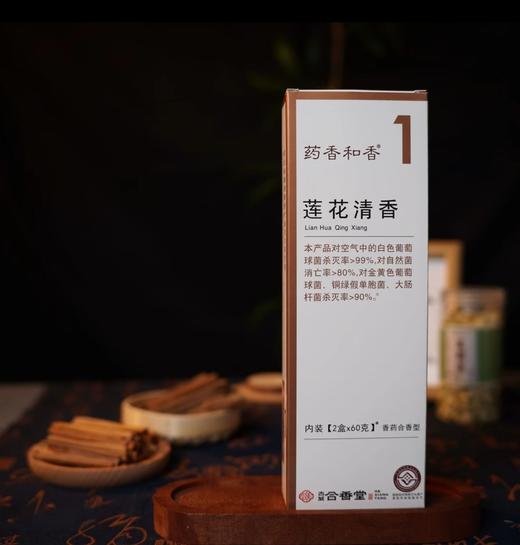 药香和香®
1
莲花清香
Lian Hua Qing Xiang
本产品对空气中的白色葡萄
球菌杀灭率>99%,对自然菌
消亡率>80%,对金黄色葡萄
球菌、铜绿假单胞菌、大肠
杆菌杀灭率>90%。
内装【2盒x60克】 香药合香型
合香堂